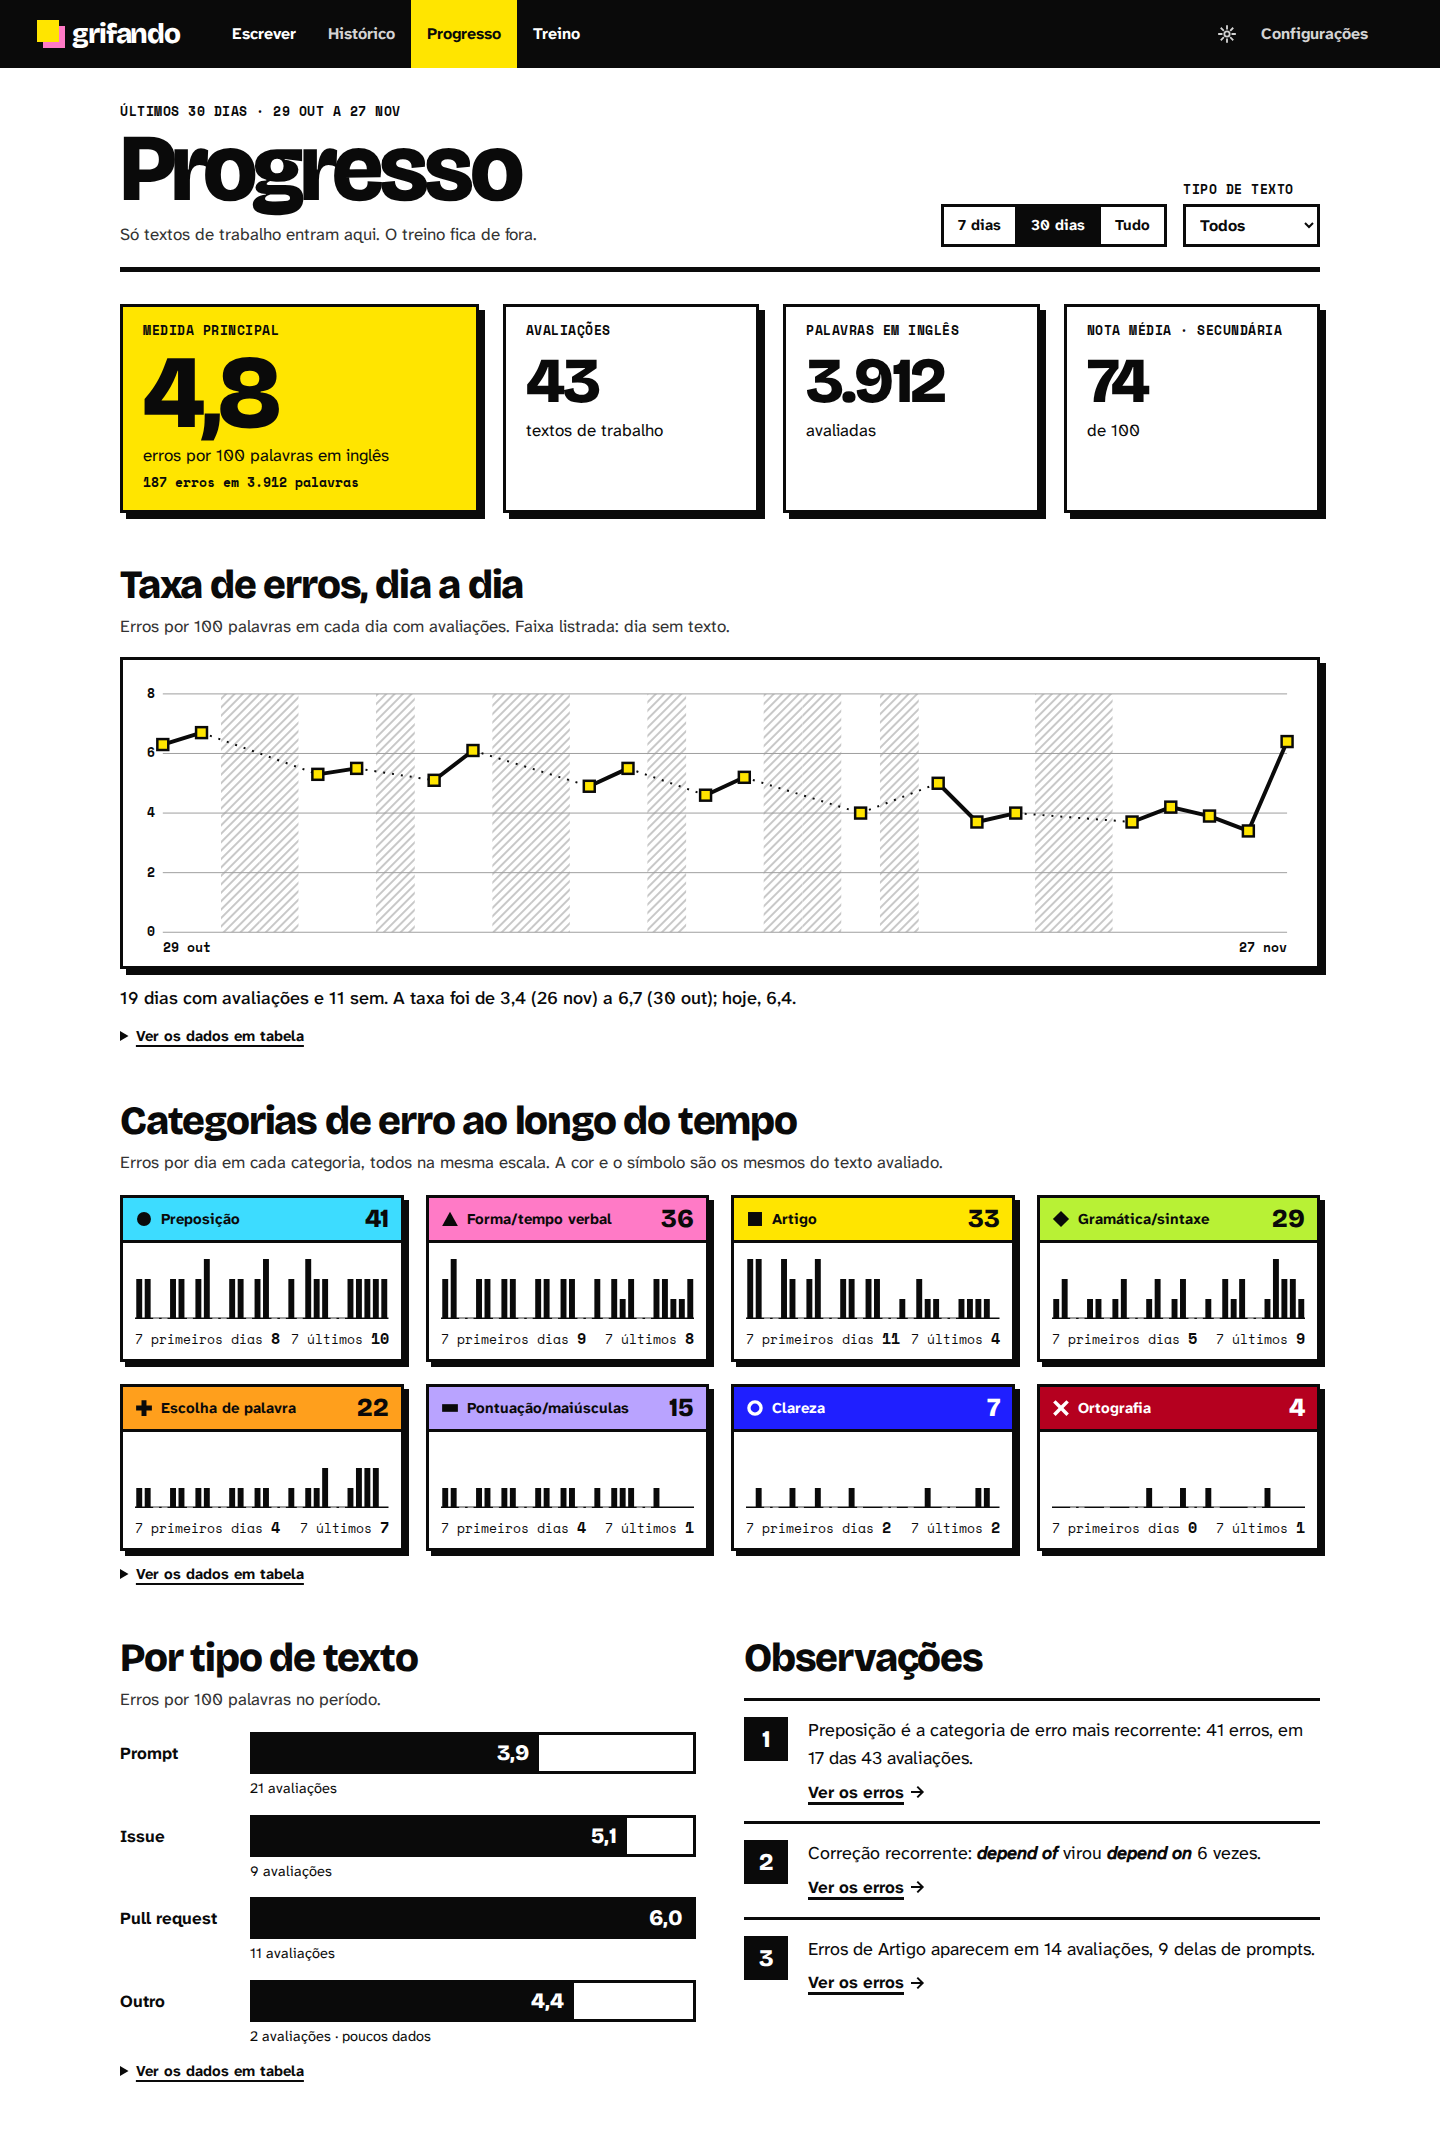 grifando
Escrever
Histórico
Progresso
Treino
Configurações
ÚLTIMOS 30 DIAS · 29 OUT A 27 NOV
Progresso
Só textos de trabalho entram aqui. O treino fica de fora.
7 dias
30 dias
Tudo
TIPO DE TEXTO
Todos
MEDIDA PRINCIPAL
4,8
erros por 100 palavras em inglês
187 erros em 3.912 palavras
AVALIAÇÕES
43
textos de trabalho
PALAVRAS EM INGLÊS
3.912
avaliadas
NOTA MÉDIA · SECUNDÁRIA
74
de 100
Taxa de erros, dia a dia
Erros por 100 palavras em cada dia com avaliações. Faixa listrada: dia sem texto.
8
6
4
2
0
29 out
27 nov
19 dias com avaliações e 11 sem. A taxa foi de 3,4 (26 nov) a 6,7 (30 out); hoje, 6,4.
Ver os dados em tabela
Categorias de erro ao longo do tempo
Erros por dia em cada categoria, todos na mesma escala. A cor e o símbolo são os mesmos do texto avaliado.
Preposição 41
7 primeiros dias 8 7 últimos 10
Forma/tempo verbal 36
7 primeiros dias 9 7 últimos 8
Artigo 33
7 primeiros dias 11 7 últimos 4
Gramática/sintaxe 29
7 primeiros dias 5 7 últimos 9
Escolha de palavra 22
7 primeiros dias 4 7 últimos 7
Pontuação/maiúsculas 15
7 primeiros dias 4 7 últimos 1
Clareza 7
7 primeiros dias 2 7 últimos 2
Ortografia 4
7 primeiros dias 0 7 últimos 1
Ver os dados em tabela
Por tipo de texto
Erros por 100 palavras no período.
Prompt 3,9
21 avaliações
Issue 5,1
9 avaliações
Pull request 6,0
11 avaliações
Outro 4,4
2 avaliações · poucos dados
Ver os dados em tabela
Observações
1
Preposição é a categoria de erro mais recorrente: 41 erros, em
17 das 43 avaliações.
Ver os erros →
2
Correção recorrente: depend of virou depend on 6 vezes.
Ver os erros →
3
Erros de Artigo aparecem em 14 avaliações, 9 delas de prompts.
Ver os erros →